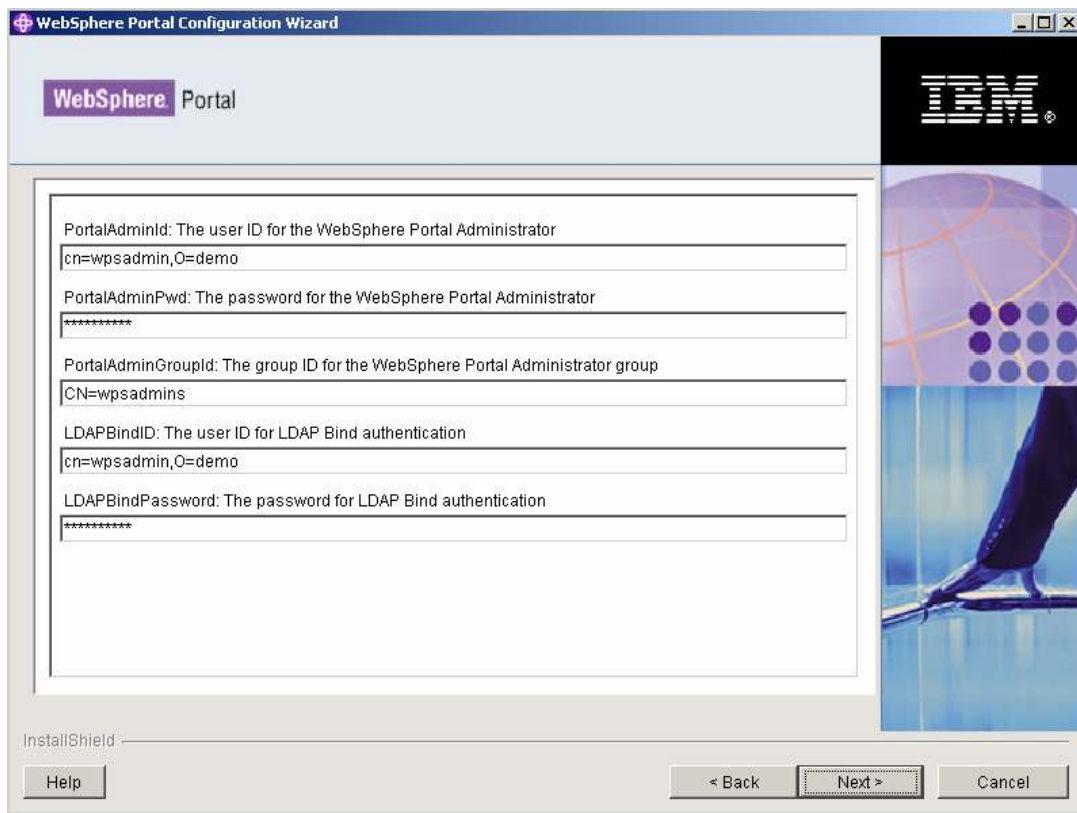 WebSphere Portal Configuration Wizard
WebSphere. Portal
IBM®
PortalAdminId: The user ID for the WebSphere Portal Administrator
cn=wpsadmin,O=demo
PortalAdminPwd: The password for the WebSphere Portal Administrator
**********
PortalAdminGroupId: The group ID for the WebSphere Portal Administrator group
CN=wpsadmins
LDAPBindID: The user ID for LDAP Bind authentication
cn=wpsadmin,O=demo
LDAPBindPassword: The password for LDAP Bind authentication
**********
InstallShield
Help
< Back
Next >
Cancel